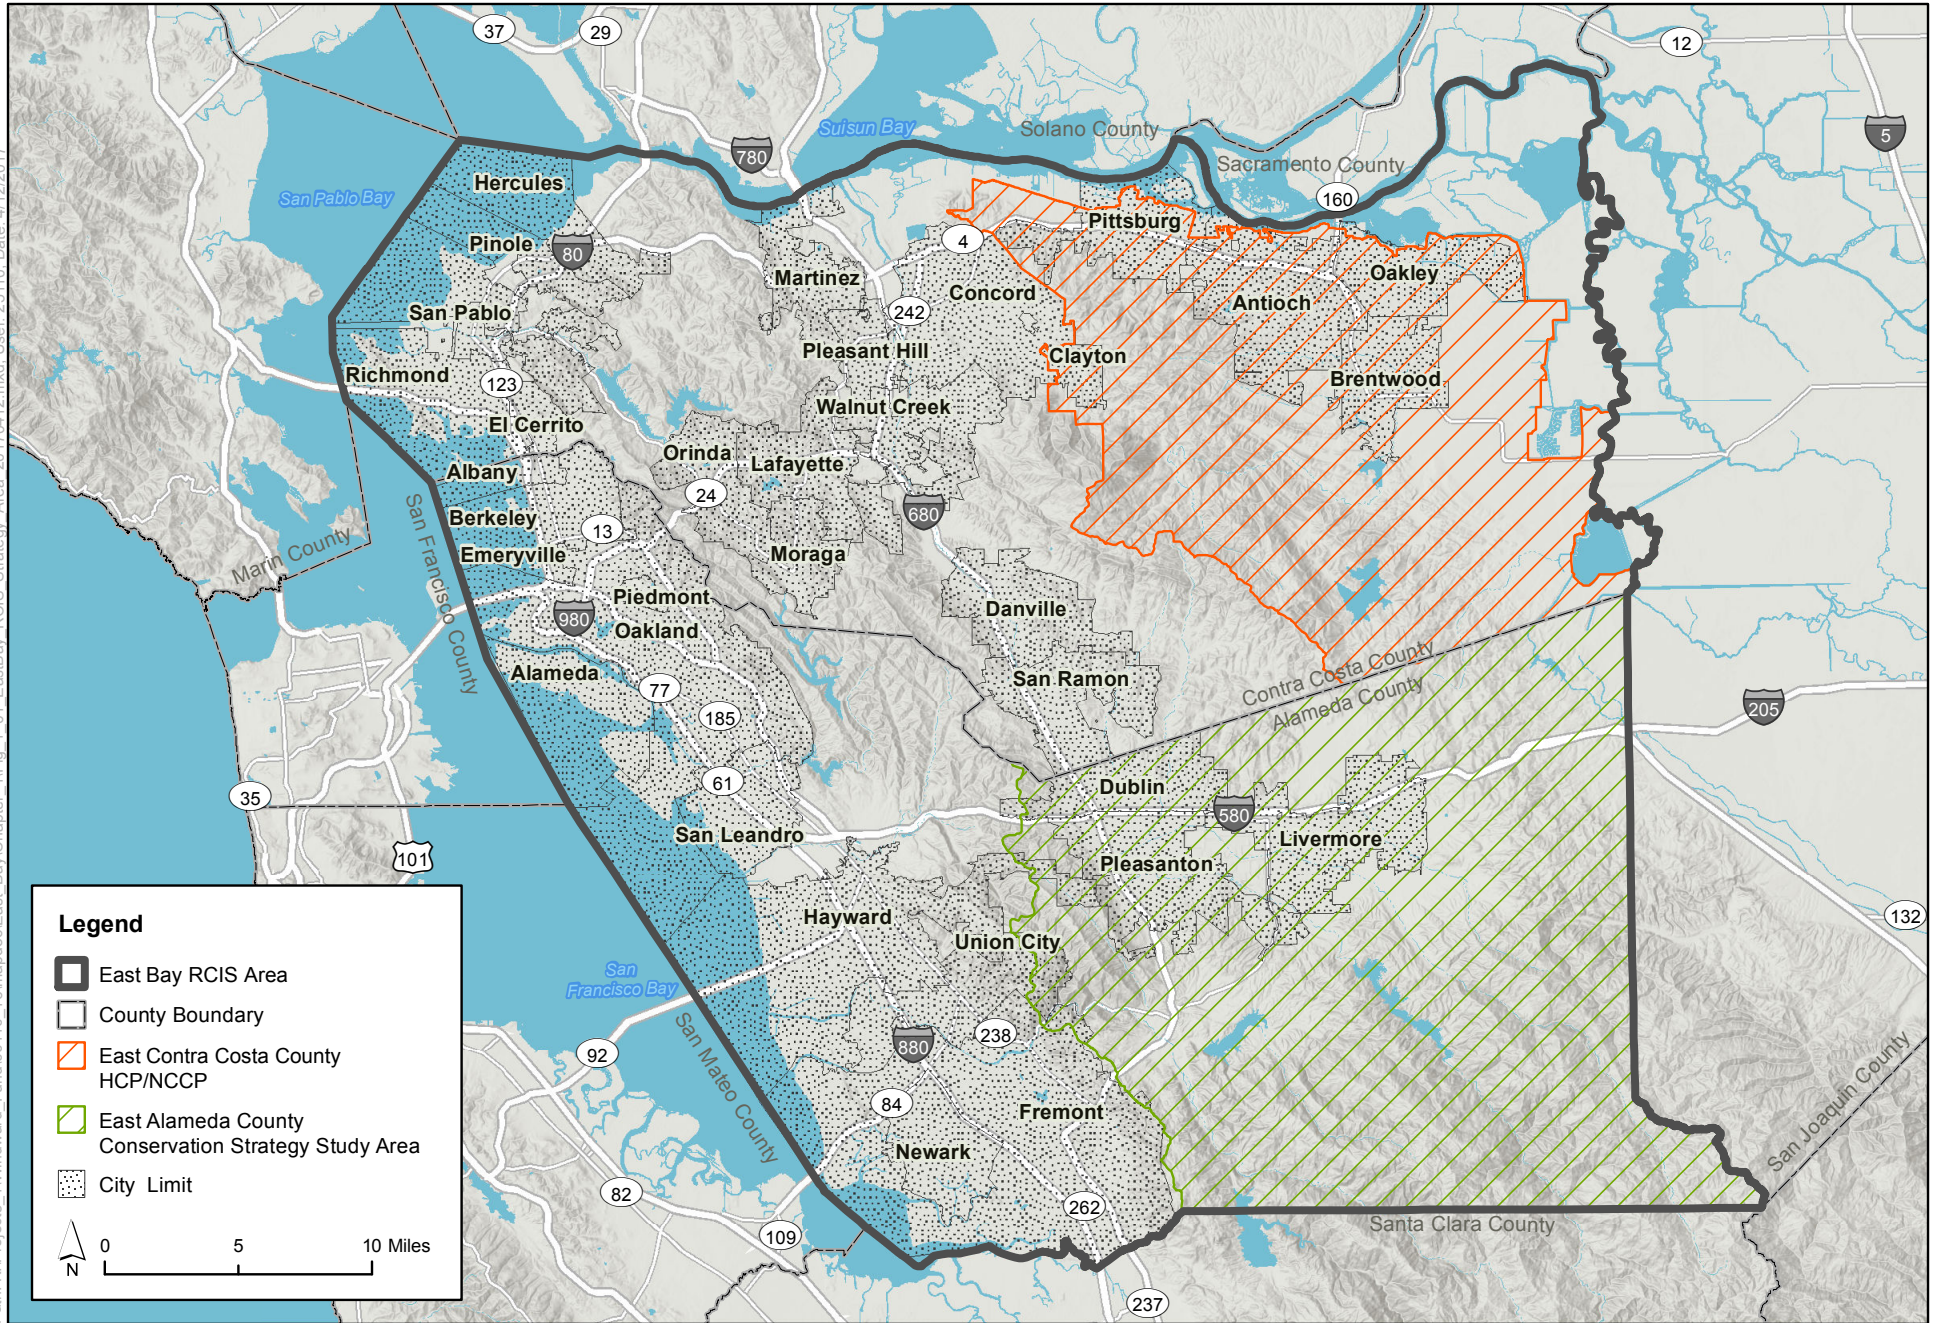 37
29
12
5
780
Suisun Bay
Solano County
Sacramento County
160
San Pablo Bay
Hercules
Pinole
80
4
Pittsburg
Martinez
Concord
Oakley
Antioch
San Pablo
242
Pleasant Hill
Clayton
Richmond
123
Brentwood
Walnut Creek
El Cerrito
Orinda
Lafayette
Albany
24
680
Berkeley
13
San Francisco County
Emeryville
Moraga
Marin County
Piedmont
980
Oakland
Danville
Alameda
77
San Ramon
Contra Costa County
Alameda County
185
205
61
35
Dublin
580
San Leandro
Livermore
101
Pleasanton
Hayward
132
Union City
San
Francisco Bay
238
880
92
San Mateo County
84
Fremont
Newark
San Joaquin County
82
262
109
Santa Clara County
237
Legend
East Bay RCIS Area
County Boundary
East Contra Costa County
HCP/NCCP
East Alameda County
Conservation Strategy Study Area
City Limit
N
0 5 10 Miles